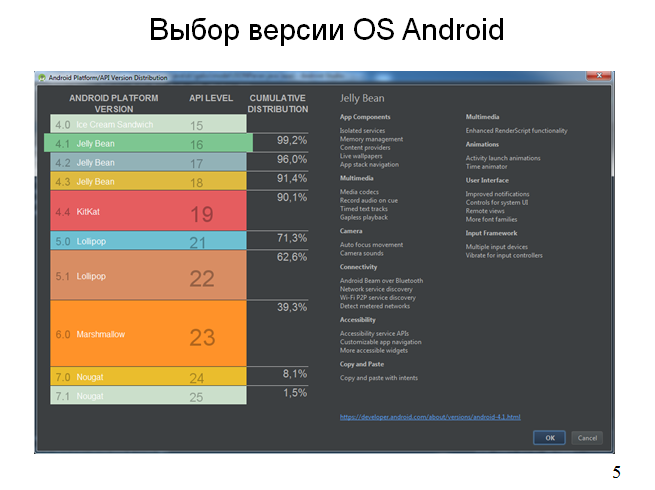 Выбор версии OS Android
Android Platform/API Version Distribution
ANDROID PLATFORM
VERSION
API LEVEL
CUMULATIVE
DISTRIBUTION
4.0 Ice Cream Sandwich 15
99,2%
4.1 Jelly Bean 16
96,0%
4.2 Jelly Bean 17
91,4%
4.3 Jelly Bean 18
90,1%
4.4 KitKat 19
71,3%
5.0 Lollipop 21
62,6%
5.1 Lollipop 22
39,3%
6.0 Marshmallow 23
8,1%
7.0 Nougat 24
1,5%
7.1 Nougat 25
Jelly Bean
App Components
Isolated services
Memory management
Content providers
Live wallpapers
App stack navigation
Multimedia
Media codecs
Record audio on cue
Timed text tracks
Gapless playback
Camera
Auto focus movement
Camera sounds
Connectivity
Android Beam over Bluetooth
Network service discovery
Wi-Fi P2P service discovery
Detect metered networks
Accessibility
Accessibility service APIs
Customizable app navigation
More accessible widgets
Copy and Paste
Copy and paste with intents
Multimedia
Enhanced RenderScript functionality
Animations
Activity launch animations
Time animator
User Interface
Improved notifications
Controls for system UI
Remote views
More font families
Input Framework
Multiple input devices
Vibrate for input controllers
https://developer.android.com/about/versions/android-4.1.html
OK
Cancel
5